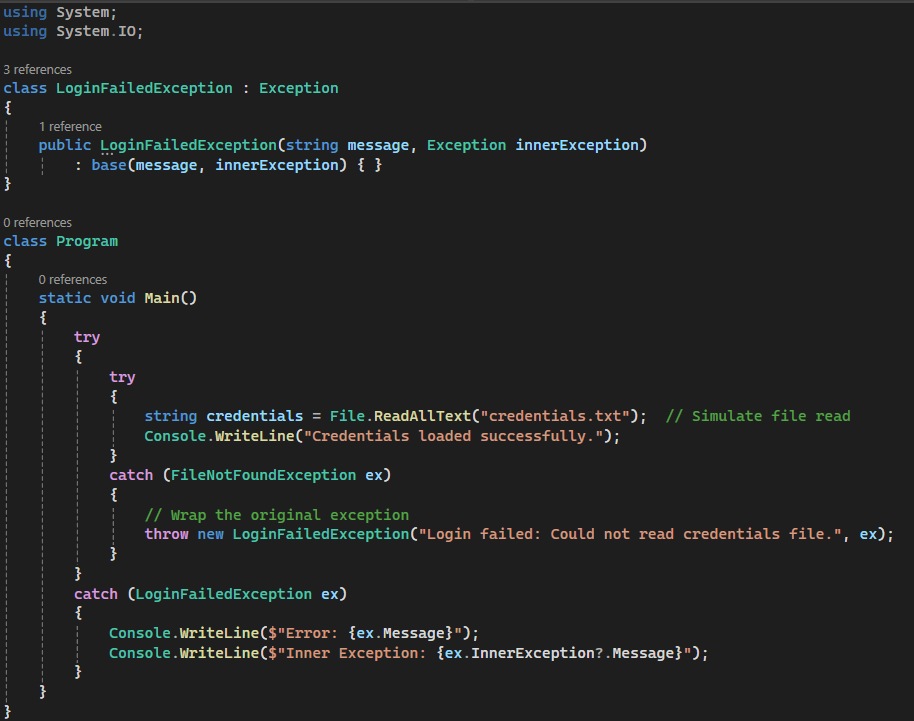 using System;
using System.IO;
3 references
class LoginFailedException : Exception
{
1 reference
public LoginFailedException(string message, Exception innerException)
: base(message, innerException) { }
}
0 references
class Program
{
0 references
static void Main()
{
try
{
try
{
string credentials = File.ReadAllText("credentials.txt");  // Simulate file read
Console.WriteLine("Credentials loaded successfully.");
}
catch (FileNotFoundException ex)
{
// Wrap the original exception
throw new LoginFailedException("Login failed: Could not read credentials file.", ex);
}
}
catch (LoginFailedException ex)
{
Console.WriteLine($"Error: {ex.Message}");
Console.WriteLine($"Inner Exception: {ex.InnerException?.Message}");
}
}
}